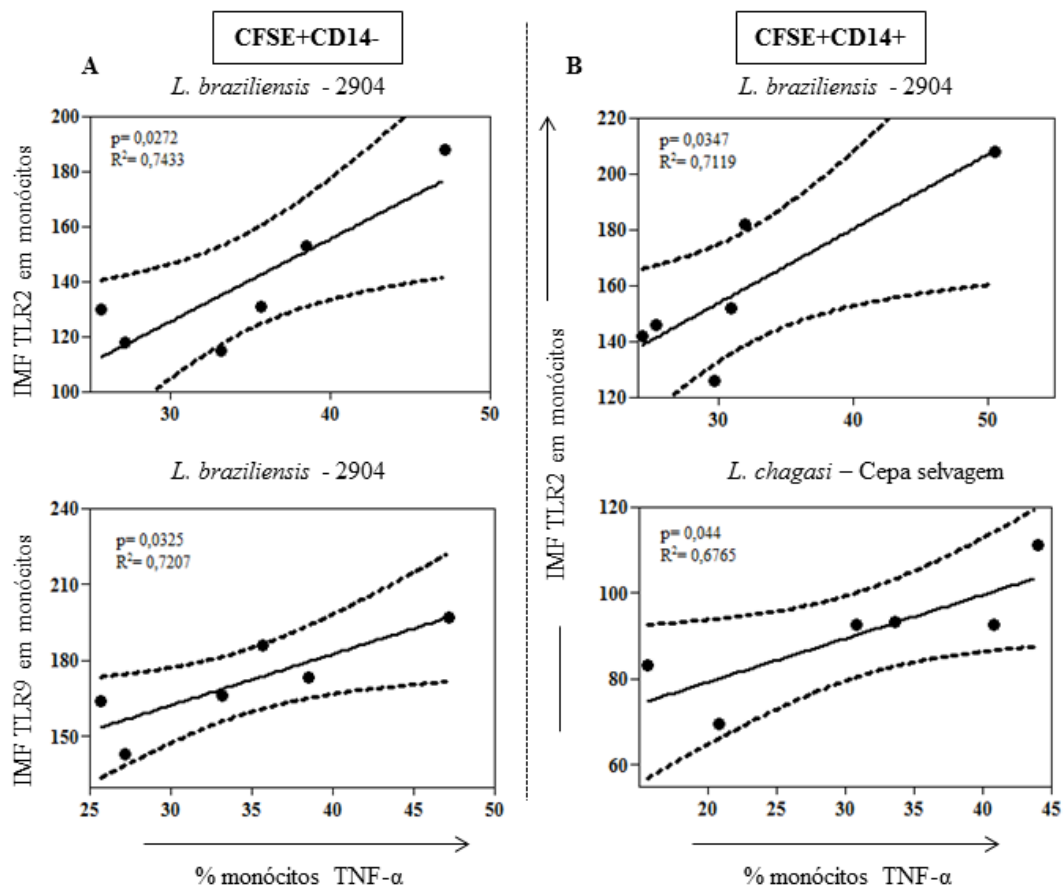 CFSE+CD14-
A
L. braziliensis - 2904
p= 0,0272
R²= 0,7433
200
180
160
140
120
100
30
40
50
IMF TLR2 em monócitos
L. braziliensis - 2904
p= 0,0325
R²= 0,7207
240
210
180
150
25
30
35
40
45
50
IMF TLR9 em monócitos
% monócitos TNF-α
CFSE+CD14+
B
L. braziliensis - 2904
p= 0,0347
R²= 0,7119
220
200
180
160
140
120
30
40
50
IMF TLR2 em monócitos
L. chagasi – Cepa selvagem
p= 0,044
R²= 0,6765
120
100
80
60
20
30
40
45
% monócitos TNF-α